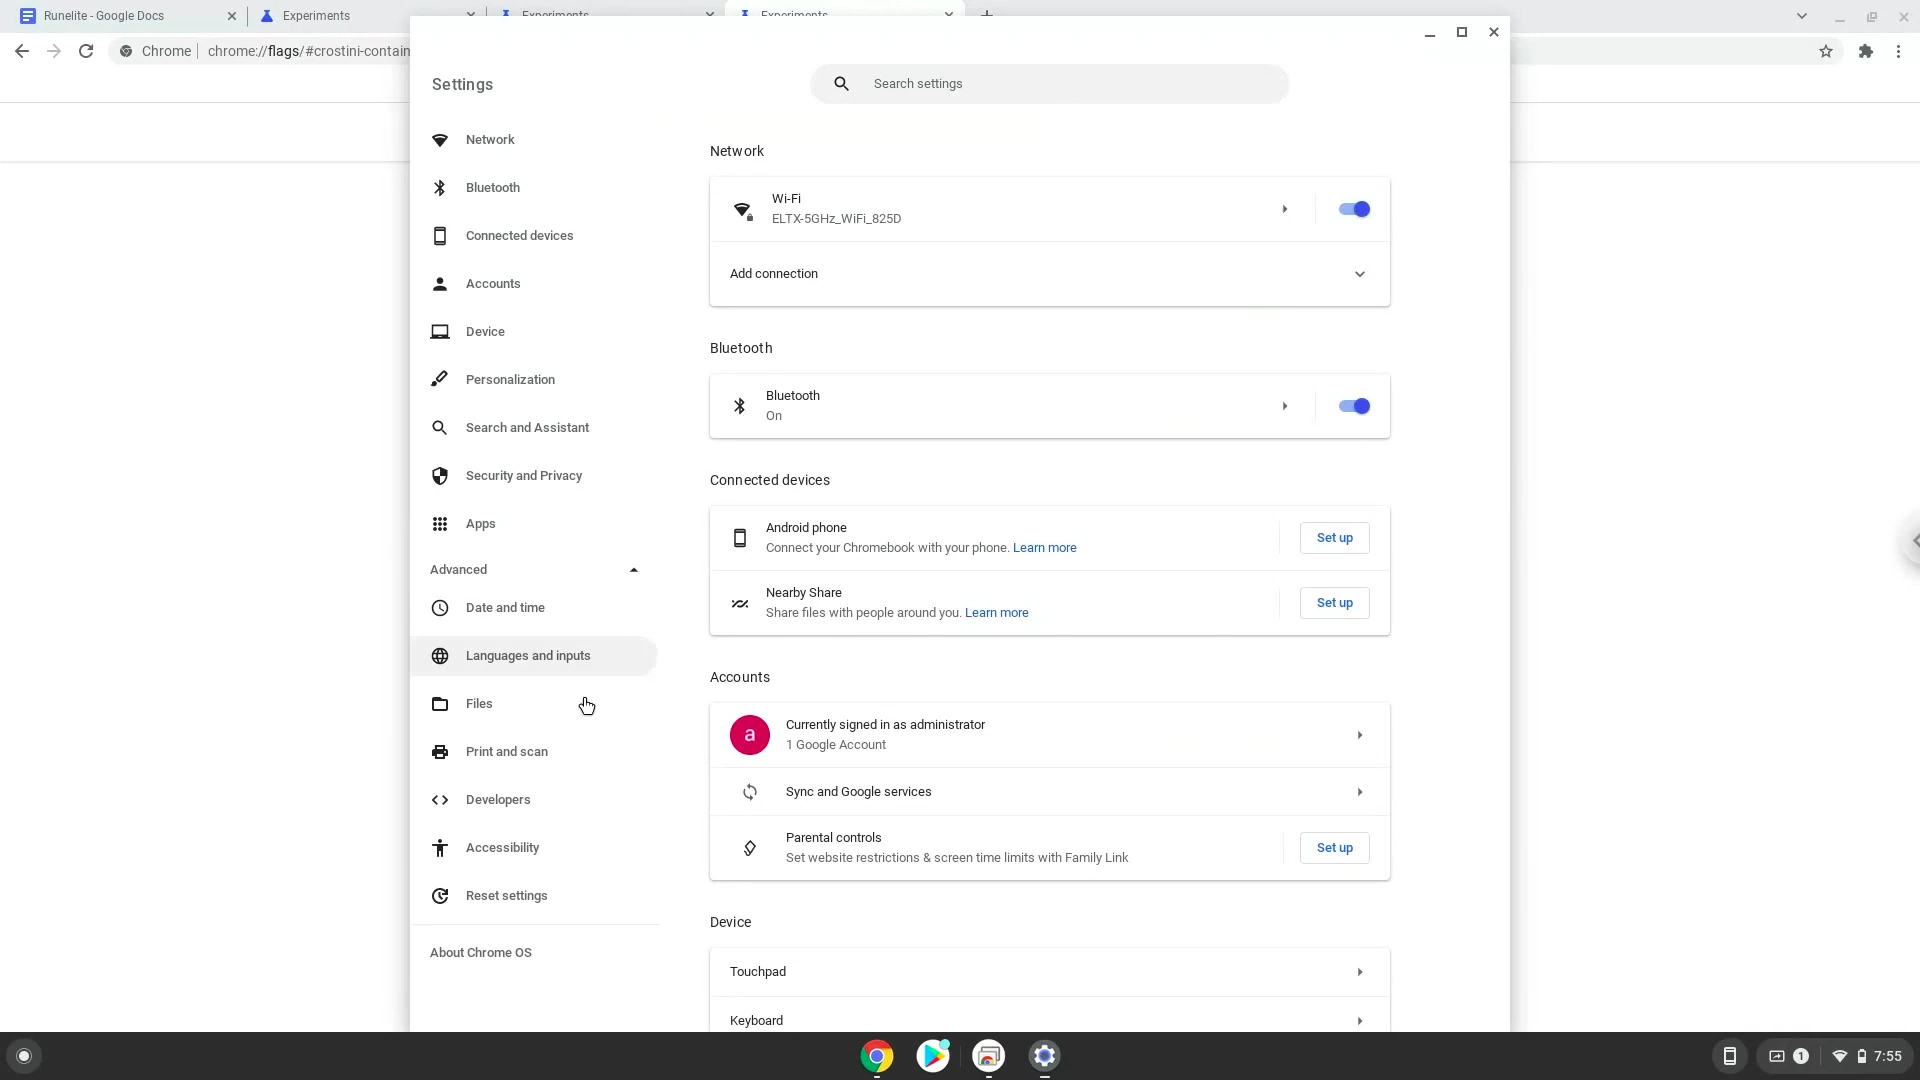 Runelite - Google Docs
Experiments
Experiments
Experiments
Chrome
chrome://flags/#crostini-contain
Settings
Search settings
Network
Bluetooth
Connected devices
Accounts
Device
Personalization
Search and Assistant
Security and Privacy
Apps
Advanced
Date and time
Languages and inputs
Files
Print and scan
Developers
Accessibility
Reset settings
About Chrome OS
Network
Wi-Fi
ELTX-5GHz_WiFi_825D
Add connection
Bluetooth
Bluetooth
On
Connected devices
Android phone
Connect your Chromebook with your phone. Learn more
Set up
Nearby Share
Share files with people around you. Learn more
Set up
Accounts
a
Currently signed in as administrator
1 Google Account
Sync and Google services
Parental controls
Set website restrictions & screen time limits with Family Link
Set up
Device
Touchpad
Keyboard
1
7:55